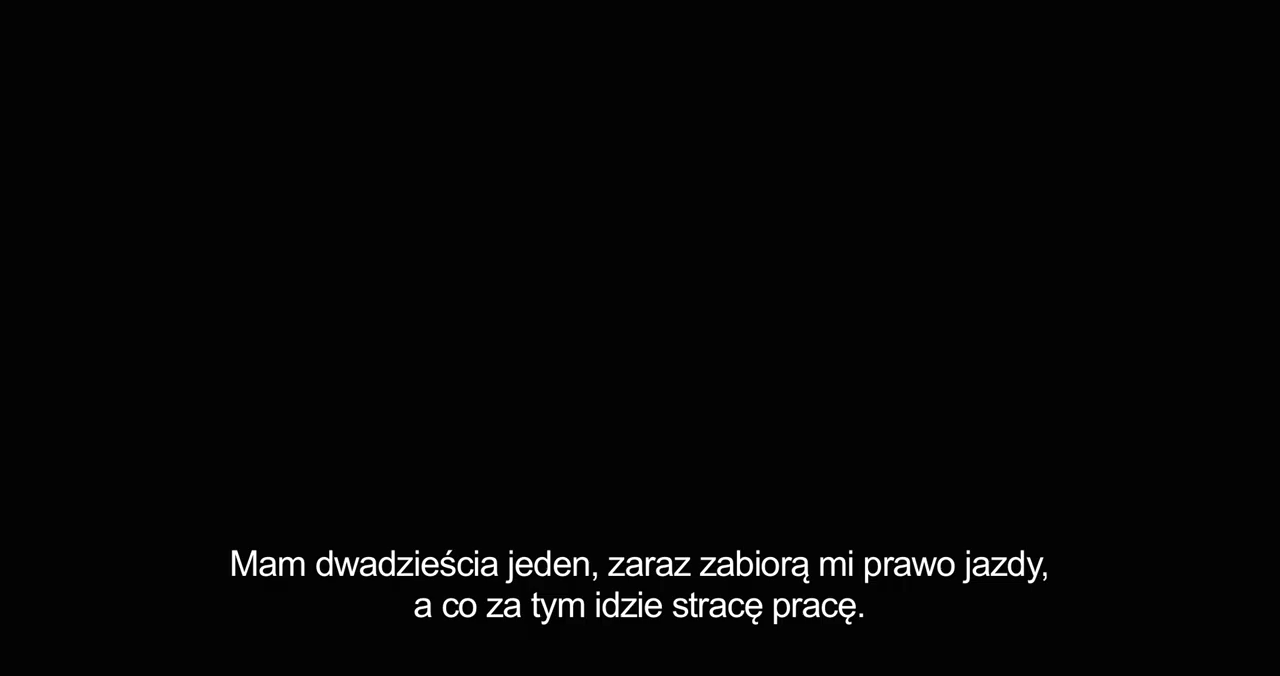 Mam dwadzieścia jeden, zaraz zabiorą mi prawo jazdy,
a co za tym idzie stracę pracę.